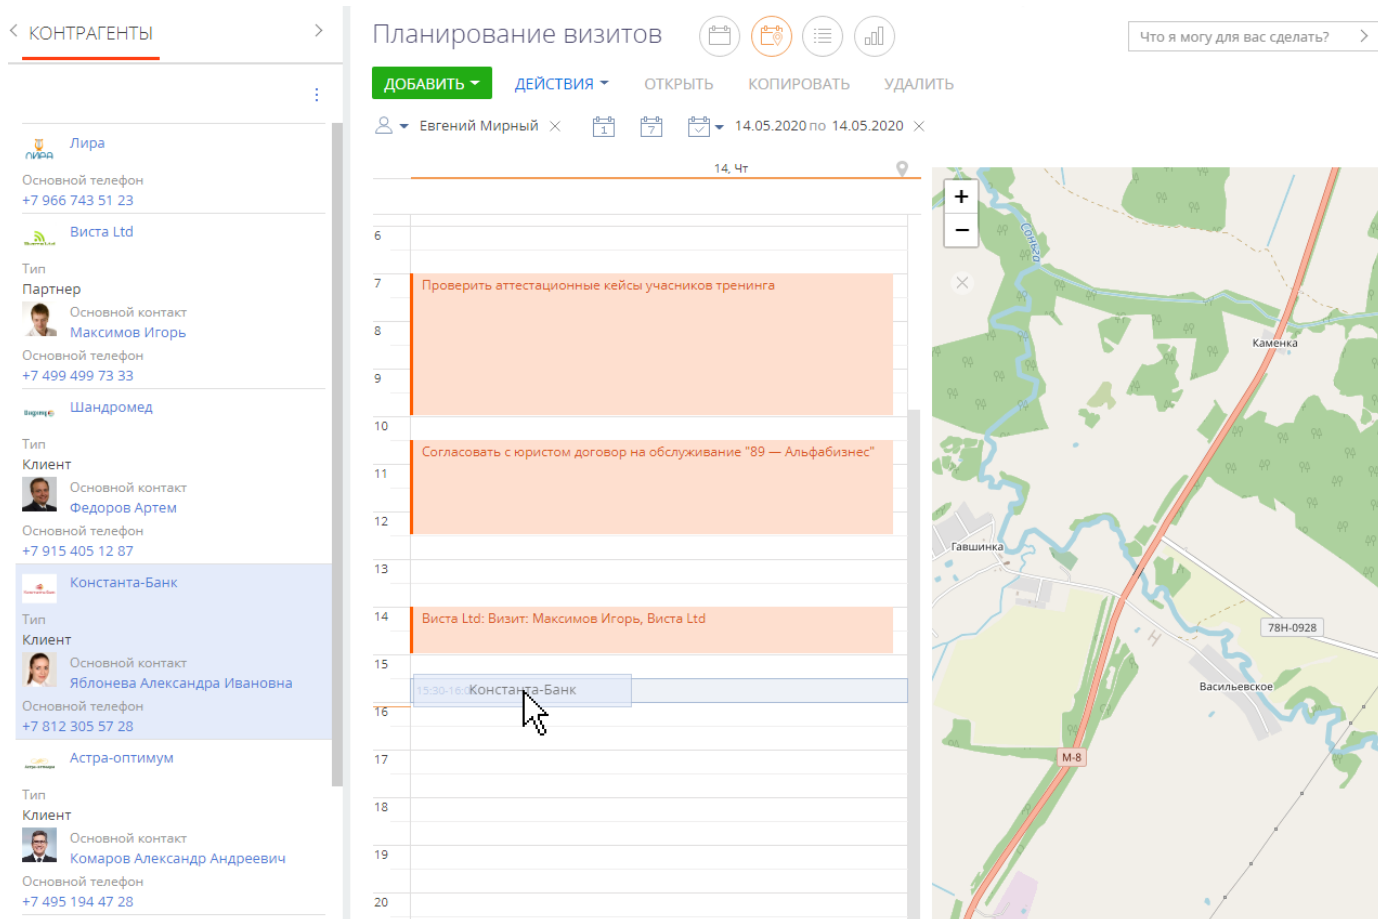 КОНТРАГЕНТЫ
Лира
ЛИРА
Основной телефон
+7 966 743 51 23
Виста Ltd
Тип
Партнер
Основной контакт
Максимов Игорь
Основной телефон
+7 499 499 73 33
Шандромед
Тип
Клиент
Основной контакт
Федоров Артем
Основной телефон
+7 915 405 12 87
Константа-Банк
Тип
Клиент
Основной контакт
Яблонева Александра Ивановна
Основной телефон
+7 812 305 57 28
Астра-оптимум
Тип
Клиент
Основной контакт
Комаров Александр Андреевич
Основной телефон
+7 495 194 47 28
Планирование визитов
Что я могу для вас сделать?
ДОБАВИТЬ ДЕЙСТВИЯ ОТКРЫТЬ КОПИРОВАТЬ УДАЛИТЬ
Евгений Мирный 1 7 14.05.2020 по 14.05.2020
14, Чт
6
7 Проверить аттестационные кейсы учасников тренинга
8
9
10
Согласовать с юристом договор на обслуживание "89 — Альфабизнес"
11
12
13
14 Виста Ltd: Визит: Максимов Игорь, Виста Ltd
15
15:30-16:0 Константа-Банк
16
17
18
19
20
+
−
Соньга
Каменка
Гавшинка
78Н-0928
Васильевское
М-8